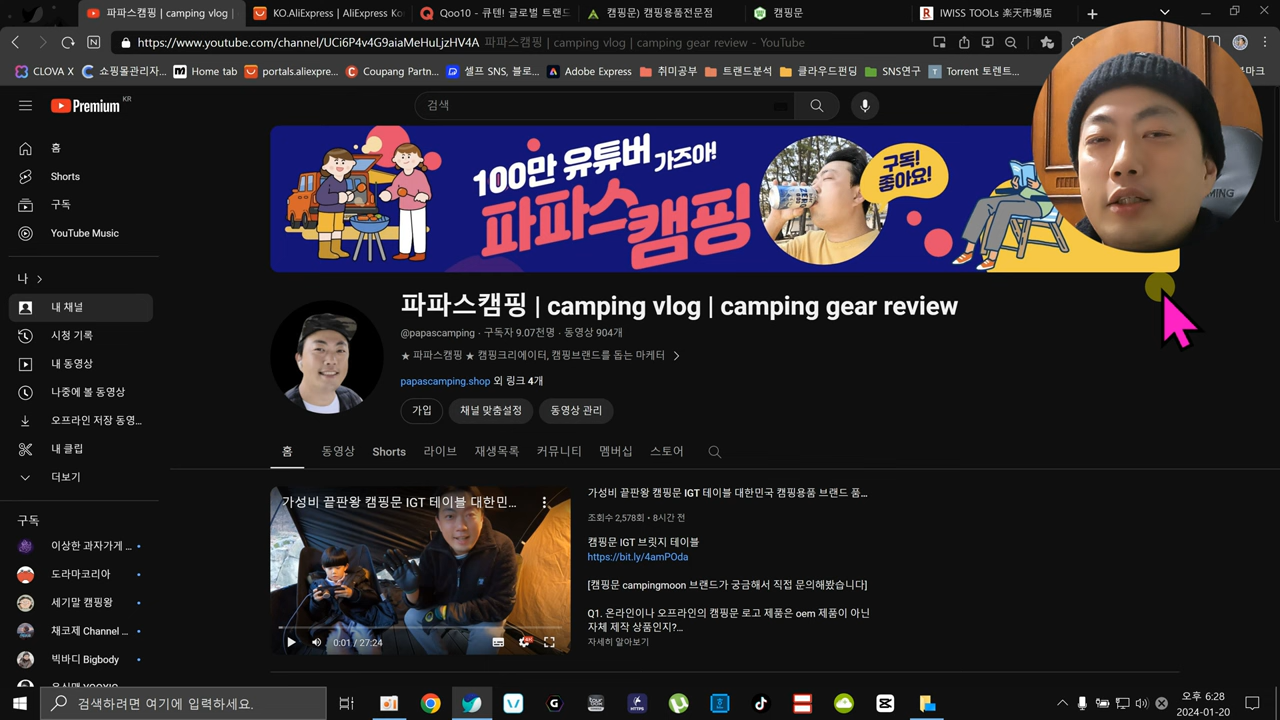 파파스캠핑 | camping vlog |
KO.AliExpress | AliExpress Ko
Qoo10 - 큐텐! 글로벌 트랜드
캠핑문) 캠핑용품전문점
캠핑문
IWISS TOOLs 楽天市場店
https://www.youtube.com/channel/UCi6P4v4G9aiaMeHuLjzHV4A 파파스캠핑 | camping vlog | camping gear review - YouTube
CLOVA X
쇼핑몰관리자...
Home tab
portals.aliexpre...
Coupang Partn...
셀프 SNS, 블로...
Adobe Express
취미공부
트랜드분석
클라우드펀딩
SNS연구
Torrent 토렌트...
Premium KR
검색
홈
Shorts
구독
YouTube Music
나
내 채널
시청 기록
내 동영상
나중에 볼 동영상
오프라인 저장 동영...
내 클립
더보기
구독
이상한 과자가게 ...
도라마코리아
세기말 캠핑왕
채코제 Channel ...
빅바디 Bigbody
100만 유튜버 가즈아!
파파스캠핑
구독!
좋아요!
파파스캠핑 | camping vlog | camping gear review
@papascamping · 구독자 9.07천명 · 동영상 904개
★ 파파스캠핑 ★ 캠핑크리에이터, 캠핑브랜드를 돕는 마케터
papascamping.shop 외 링크 4개
가입
채널 맞춤설정
동영상 관리
홈
동영상
Shorts
라이브
재생목록
커뮤니티
멤버십
스토어
가성비 끝판왕 캠핑문 IGT 테이블 대한민...
0:01 / 27:24
가성비 끝판왕 캠핑문 IGT 테이블 대한민국 캠핑용품 브랜드 품...
조회수 2,578회 · 8시간 전
캠핑문 IGT 브릿지 테이블
https://bit.ly/4amPOda
[캠핑문 campingmoon 브랜드가 궁금해서 직접 문의해봤습니다]
Q1. 온라인이나 오프라인의 캠핑문 로고 제품은 oem 제품이 아닌
자체 제작 상품인지?...
자세히 알아보기
검색하려면 여기에 입력하세요.
오후 6:28
2024-01-20